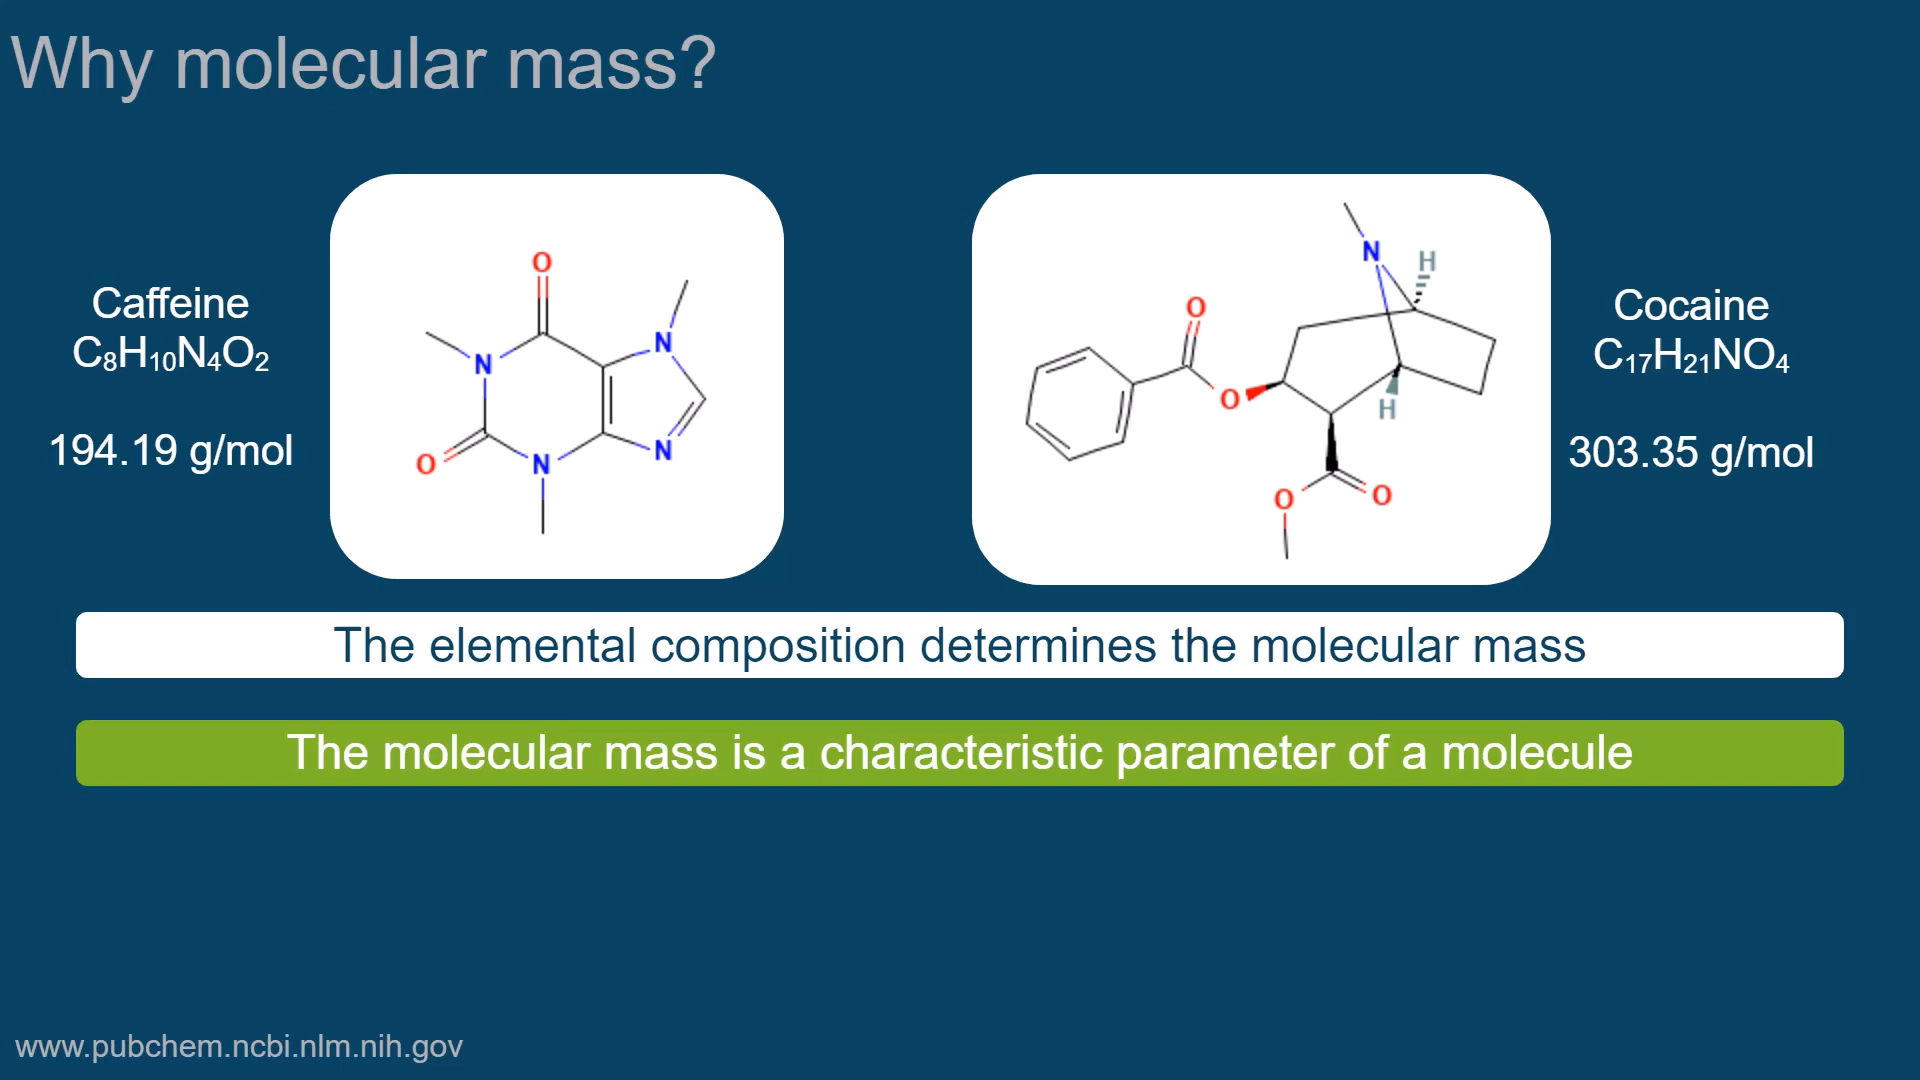 Why molecular mass?
Caffeine
C₈H₁₀N₄O₂
194.19 g/mol
O
N
N
O
N
N
N
H
O
O
H
O
O
Cocaine
C₁₇H₂₁NO₄
303.35 g/mol
The elemental composition determines the molecular mass
The molecular mass is a characteristic parameter of a molecule
www.pubchem.ncbi.nlm.nih.gov